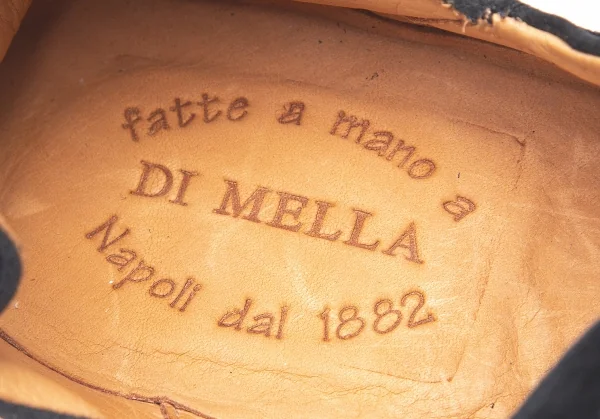 fatte a mano a
DI MELLA
Napoli dal 1882